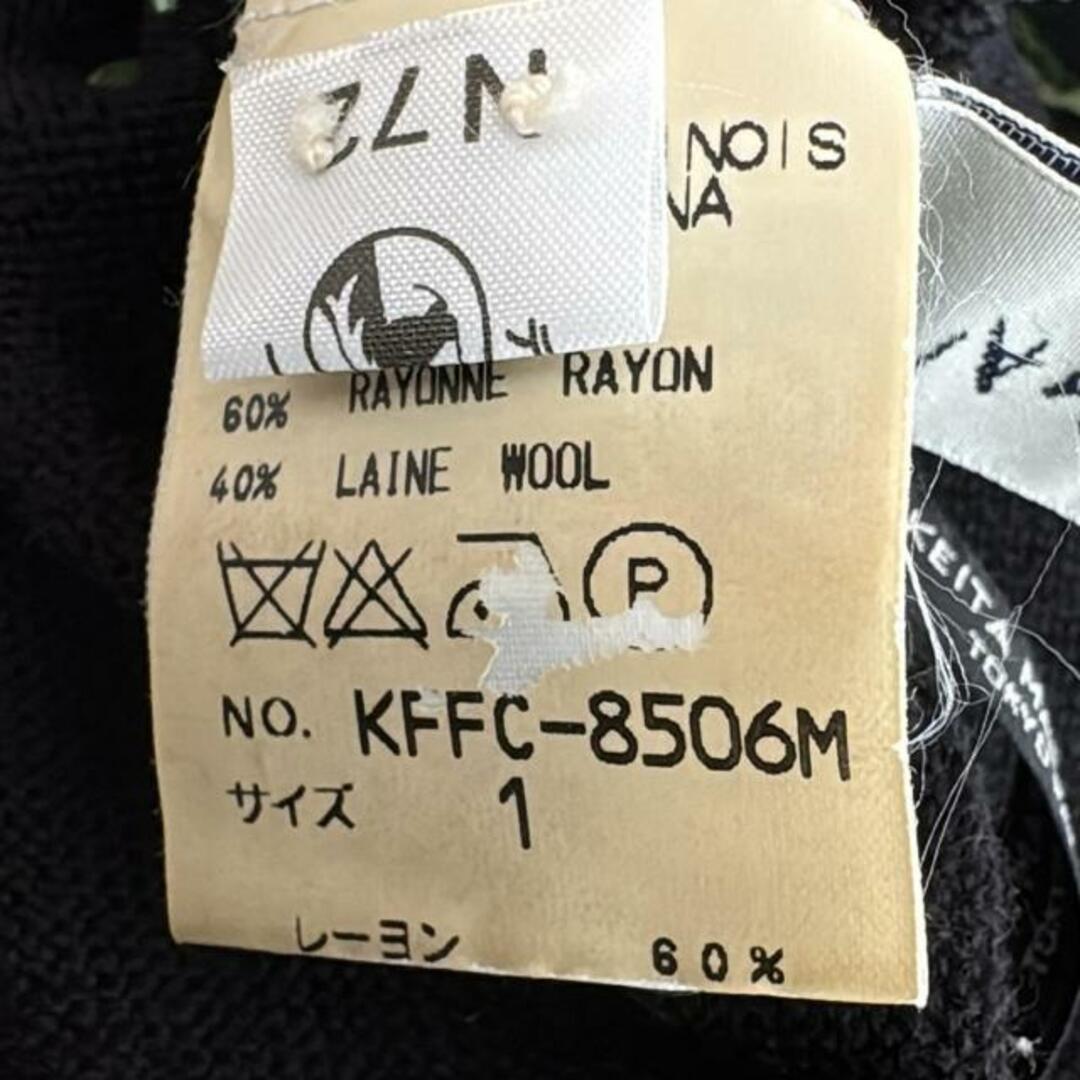 NOIS
NA
60% RAYONNE RAYON
40% LAINE WOOL
P
NO. KFFC-8506M
サイズ 1
レーヨン 60%
KEITA M
TOKYO